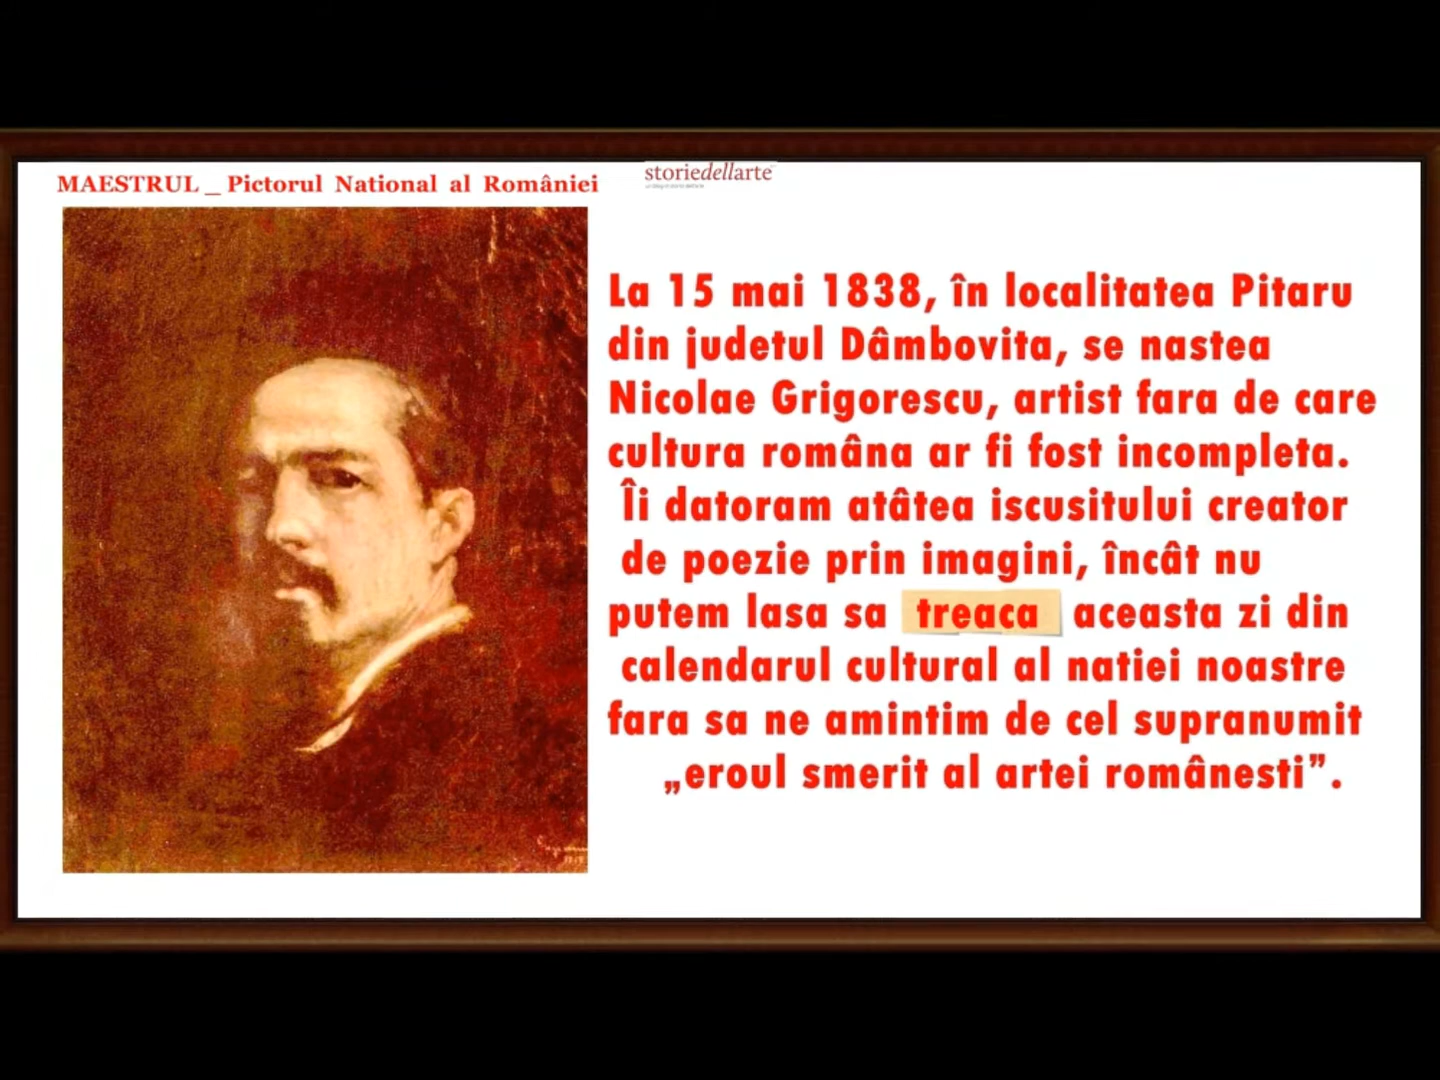 MAESTRUL _ Pictorul National al României
storiedellarte
La 15 mai 1838, în localitatea Pitaru
din judetul Dâmbovita, se nastea
Nicolae Grigorescu, artist fara de care
cultura româna ar fi fost incompleta.
Îi datoram atâtea iscusitului creator
de poezie prin imagini, încât nu
putem lasa sa treaca aceasta zi din
calendarul cultural al natiei noastre
fara sa ne amintim de cel supranumit
„eroul smerit al artei românesti”.